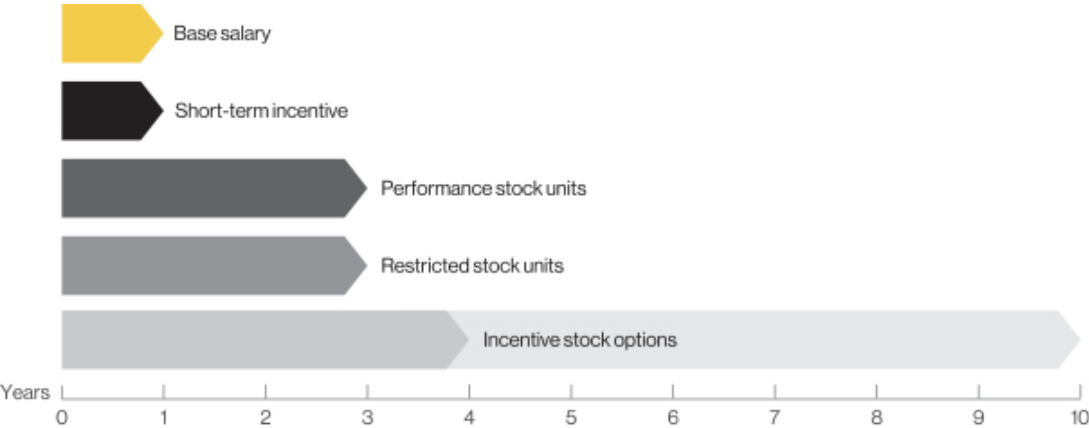 Base salary
Short-term incentive
Performance stock units
Restricted stock units
Incentive stock options
Years
0 1 2 3 4 5 6 7 8 9 10